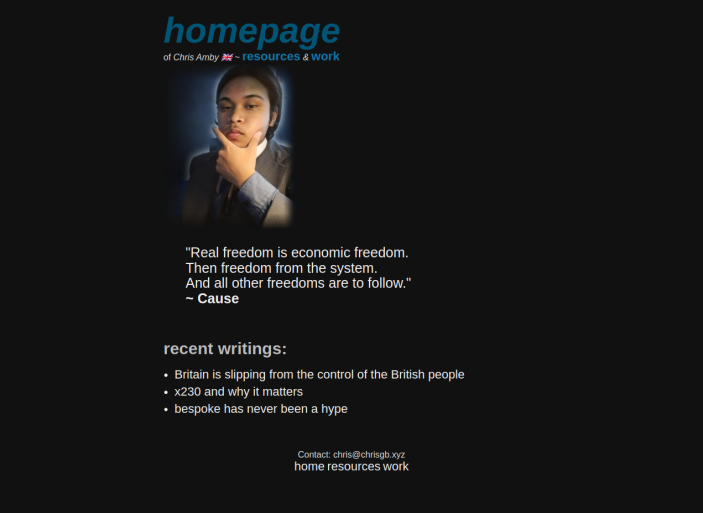 homepage
of Chris Amby 🇬🇧 ~ resources & work
"Real freedom is economic freedom.
Then freedom from the system.
And all other freedoms are to follow."
~ Cause
recent writings:
• Britain is slipping from the control of the British people
• x230 and why it matters
• bespoke has never been a hype
Contact: chris@chrisgb.xyz
home resources work